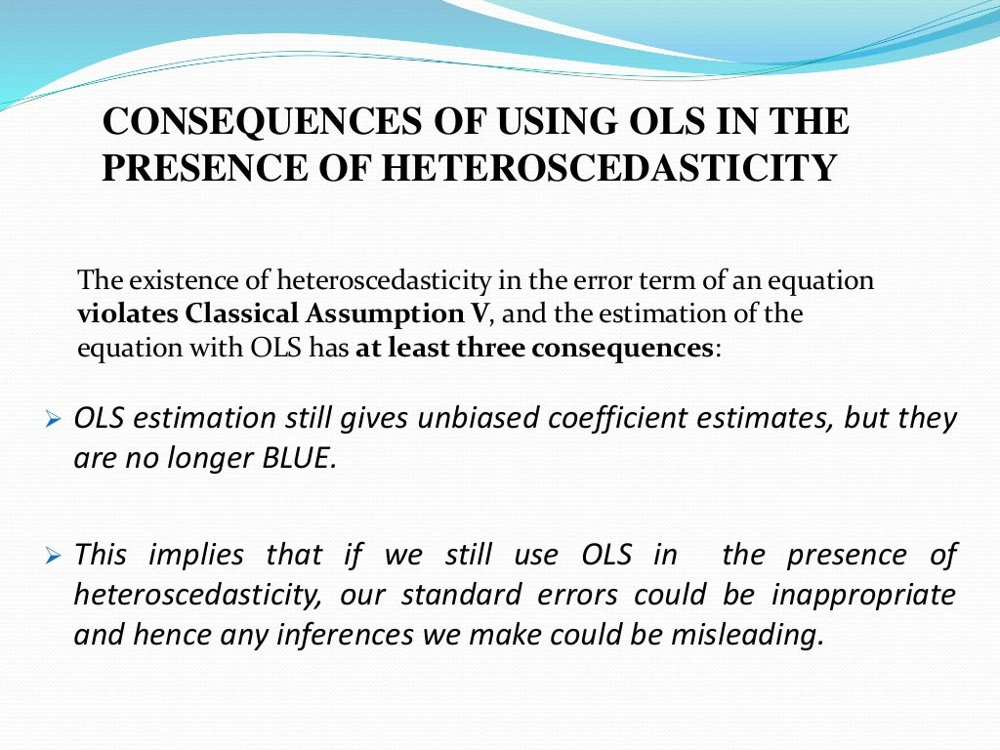 CONSEQUENCES OF USING OLS IN THE
PRESENCE OF HETEROSCEDASTICITY
The existence of heteroscedasticity in the error term of an equation
violates Classical Assumption V, and the estimation of the
equation with OLS has at least three consequences:
➢ OLS estimation still gives unbiased coefficient estimates, but they
are no longer BLUE.
➢ This implies that if we still use OLS in the presence of
heteroscedasticity, our standard errors could be inappropriate
and hence any inferences we make could be misleading.